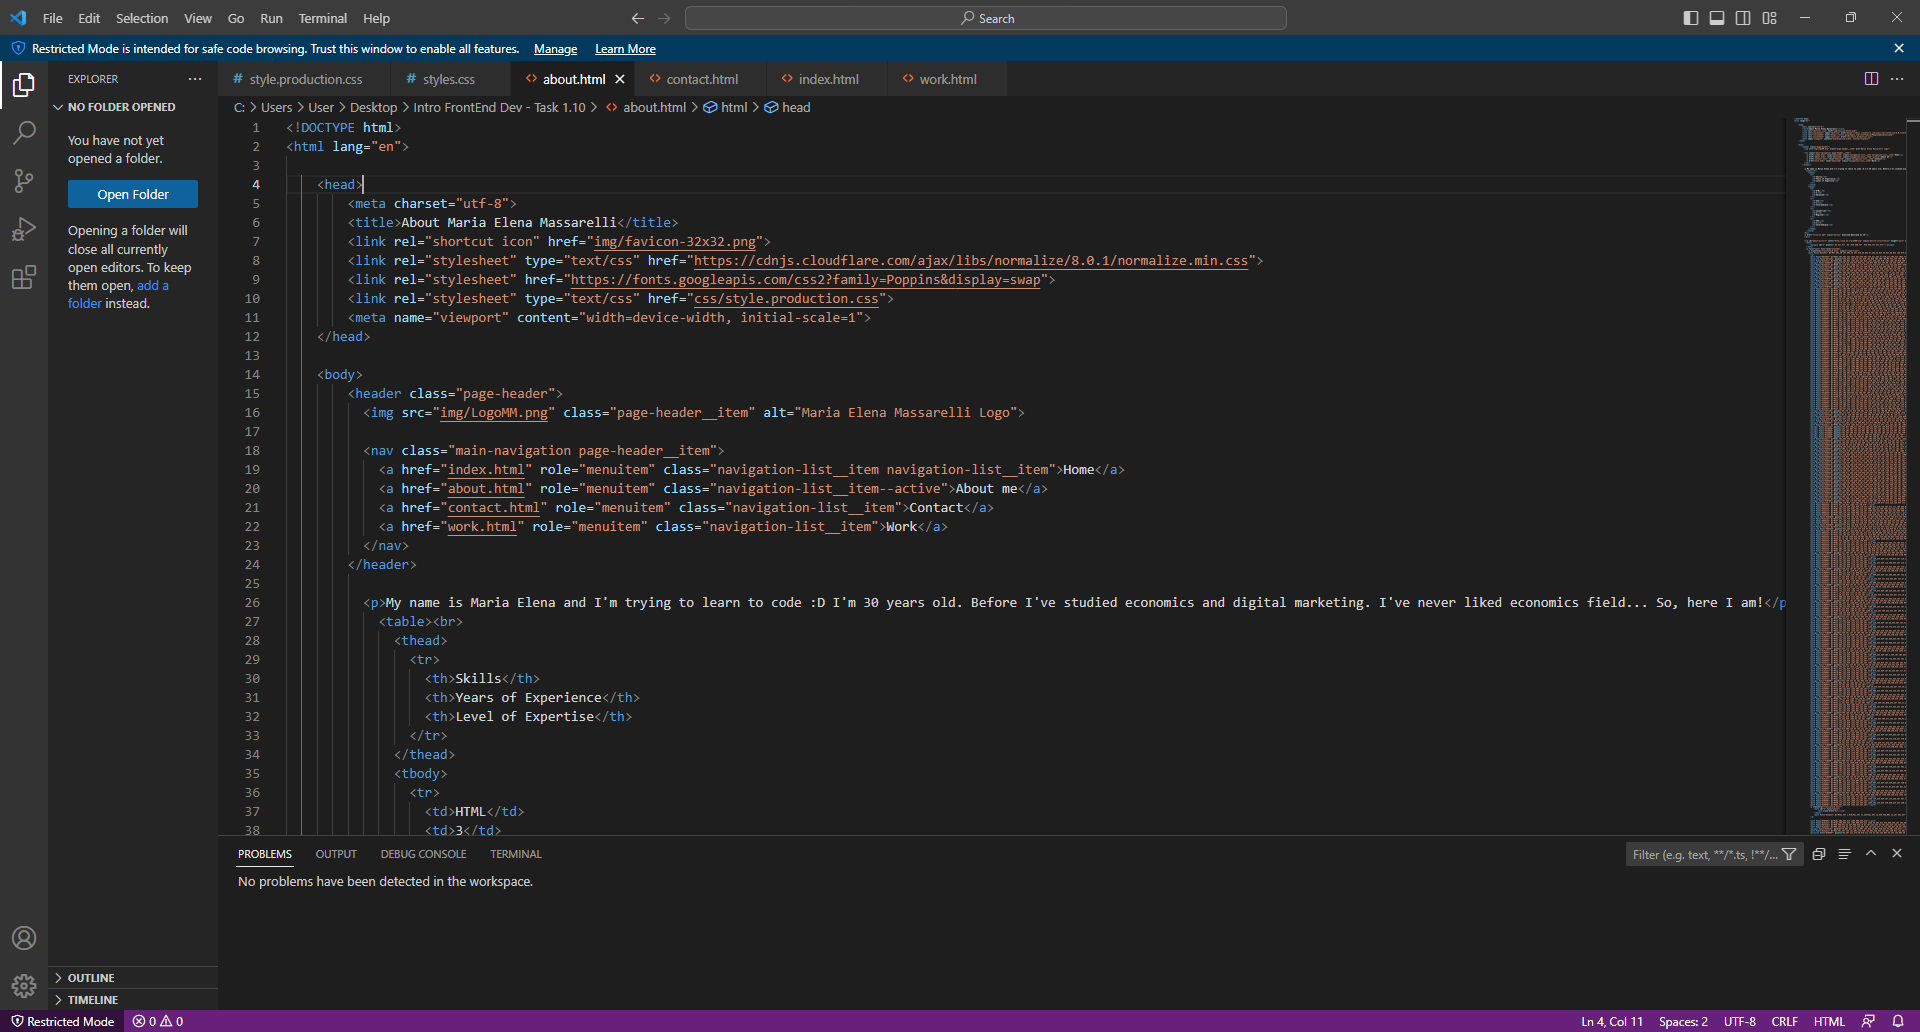 File Edit Selection View Go Run Terminal Help
Search
Restricted Mode is intended for safe code browsing. Trust this window to enable all features. Manage Learn More
EXPLORER
# style.production.css # styles.css <> about.html <> contact.html <> index.html <> work.html
NO FOLDER OPENED
You have not yet
opened a folder.
Open Folder
Opening a folder will
close all currently
open editors. To keep
them open, add a
folder instead.
C: > Users > User > Desktop > Intro FrontEnd Dev - Task 1.10 > <> about.html > html > head
1 <!DOCTYPE html>
2 <html lang="en">
3
4 <head>
5 <meta charset="utf-8">
6 <title>About Maria Elena Massarelli</title>
7 <link rel="shortcut icon" href="img/favicon-32x32.png">
8 <link rel="stylesheet" type="text/css" href="https://cdnjs.cloudflare.com/ajax/libs/normalize/8.0.1/normalize.min.css">
9 <link rel="stylesheet" href="https://fonts.googleapis.com/css2?family=Poppins&display=swap">
10 <link rel="stylesheet" type="text/css" href="css/style.production.css">
11 <meta name="viewport" content="width=device-width, initial-scale=1">
12 </head>
13
14 <body>
15 <header class="page-header">
16 <img src="img/LogoMM.png" class="page-header__item" alt="Maria Elena Massarelli Logo">
17
18 <nav class="main-navigation page-header__item">
19 <a href="index.html" role="menuitem" class="navigation-list__item navigation-list__item">Home</a>
20 <a href="about.html" role="menuitem" class="navigation-list__item--active">About me</a>
21 <a href="contact.html" role="menuitem" class="navigation-list__item">Contact</a>
22 <a href="work.html" role="menuitem" class="navigation-list__item">Work</a>
23 </nav>
24 </header>
25
26 <p>My name is Maria Elena and I'm trying to learn to code :D I'm 30 years old. Before I've studied economics and digital marketing. I've never liked economics field... So, here I am!</p
27 <table><br>
28 <thead>
29 <tr>
30 <th>Skills</th>
31 <th>Years of Experience</th>
32 <th>Level of Expertise</th>
33 </tr>
34 </thead>
35 <tbody>
36 <tr>
37 <td>HTML</td>
38 <td>3</td>
PROBLEMS OUTPUT DEBUG CONSOLE TERMINAL
Filter (e.g. text, **/*.ts, !**/...
No problems have been detected in the workspace.
OUTLINE
TIMELINE
Restricted Mode 0 0
Ln 4, Col 11 Spaces: 2 UTF-8 CRLF HTML